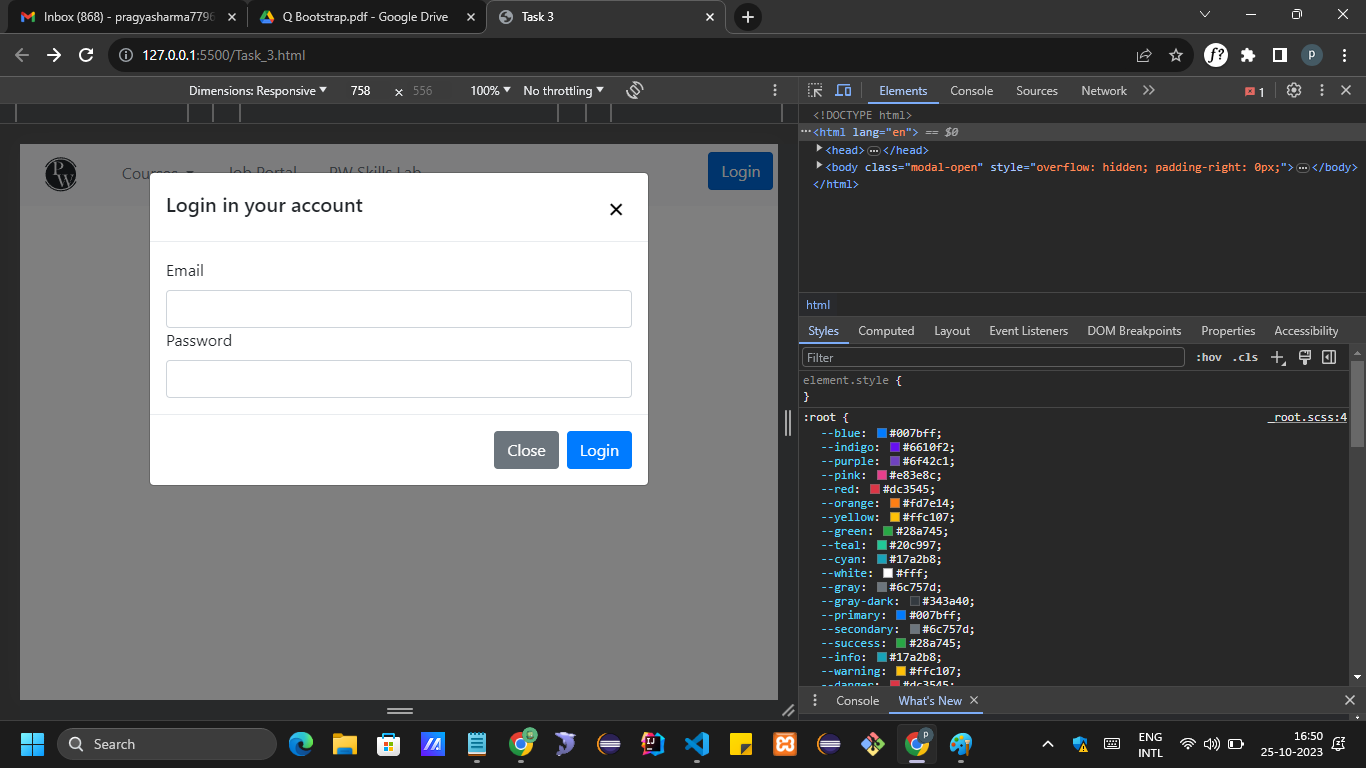 Inbox (868) - pragyasharma7796
Q Bootstrap.pdf - Google Drive
Task 3
127.0.0.1:5500/Task_3.html
f?
P
Dimensions: Responsive
758
x
556
100%
No throttling
Elements
Console
Sources
Network
1
<!DOCTYPE html>
<html lang="en"> == $0
<head>…</head>
<body class="modal-open" style="overflow: hidden; padding-right: 0px;">…</body>
</html>
html
PW
Courses
Job Portal
PW Skills Lab
Login
Login in your account
Email
Password
Close
Login
Styles
Computed
Layout
Event Listeners
DOM Breakpoints
Properties
Accessibility
Filter
:hov
.cls
element.style {
}
:root {
_root.scss:4
--blue: #007bff;
--indigo: #6610f2;
--purple: #6f42c1;
--pink: #e83e8c;
--red: #dc3545;
--orange: #fd7e14;
--yellow: #ffc107;
--green: #28a745;
--teal: #20c997;
--cyan: #17a2b8;
--white: #fff;
--gray: #6c757d;
--gray-dark: #343a40;
--primary: #007bff;
--secondary: #6c757d;
--success: #28a745;
--info: #17a2b8;
--warning: #ffc107;
--danger: #dc3545;
Console
What's New
Search
ENG
INTL
16:50
25-10-2023